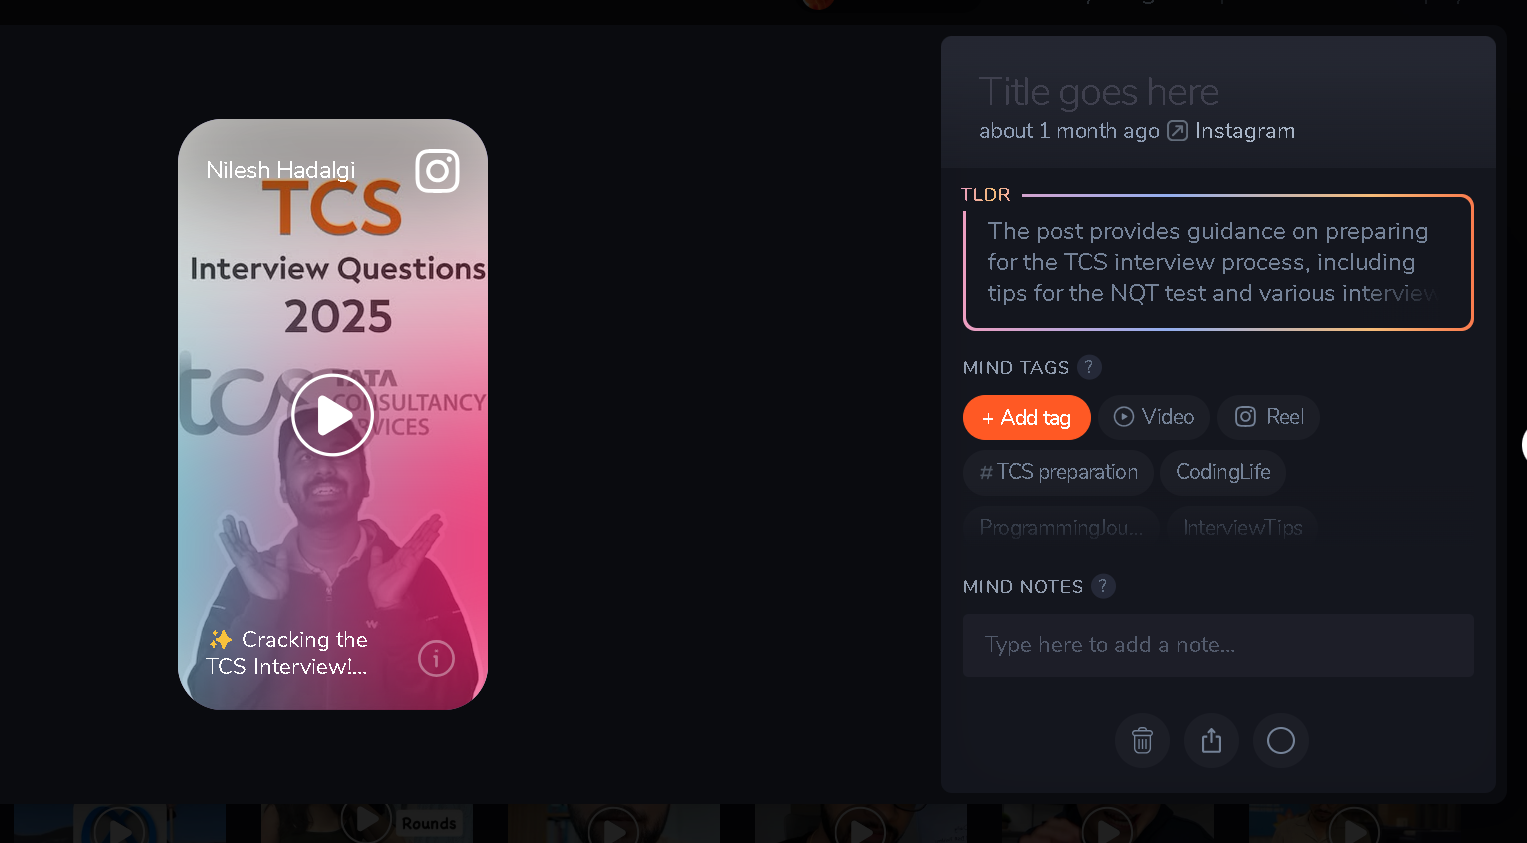 Nilesh Hadalgi
TCS
Interview Questions
2025
tcs TATA
CONSULTANCY
SERVICES
✨ Cracking the
TCS Interview!...
Title goes here
about 1 month ago Instagram
TLDR
The post provides guidance on preparing
for the TCS interview process, including
tips for the NQT test and various interview
MIND TAGS ?
+ Add tag Video Reel
# TCS preparation CodingLife
ProgrammingJou... InterviewTips
MIND NOTES ?
Type here to add a note...
Rounds